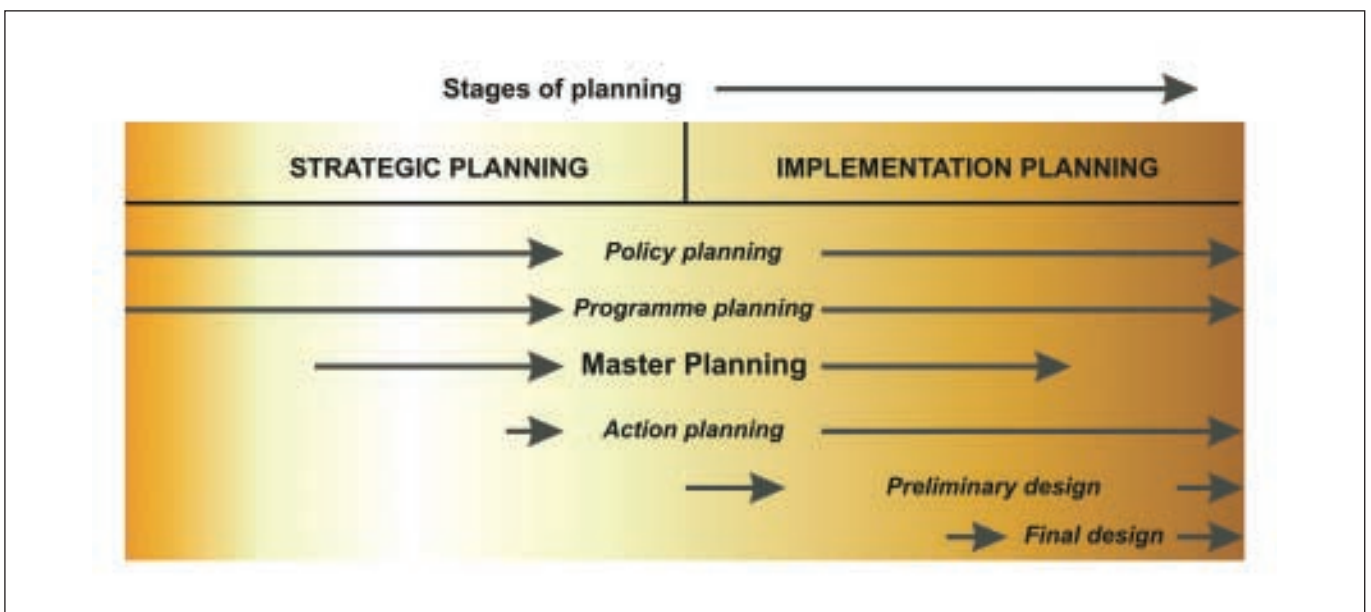 Stages of planning
STRATEGIC PLANNING
IMPLEMENTATION PLANNING
Policy planning
Programme planning
Master Planning
Action planning
Preliminary design
Final design